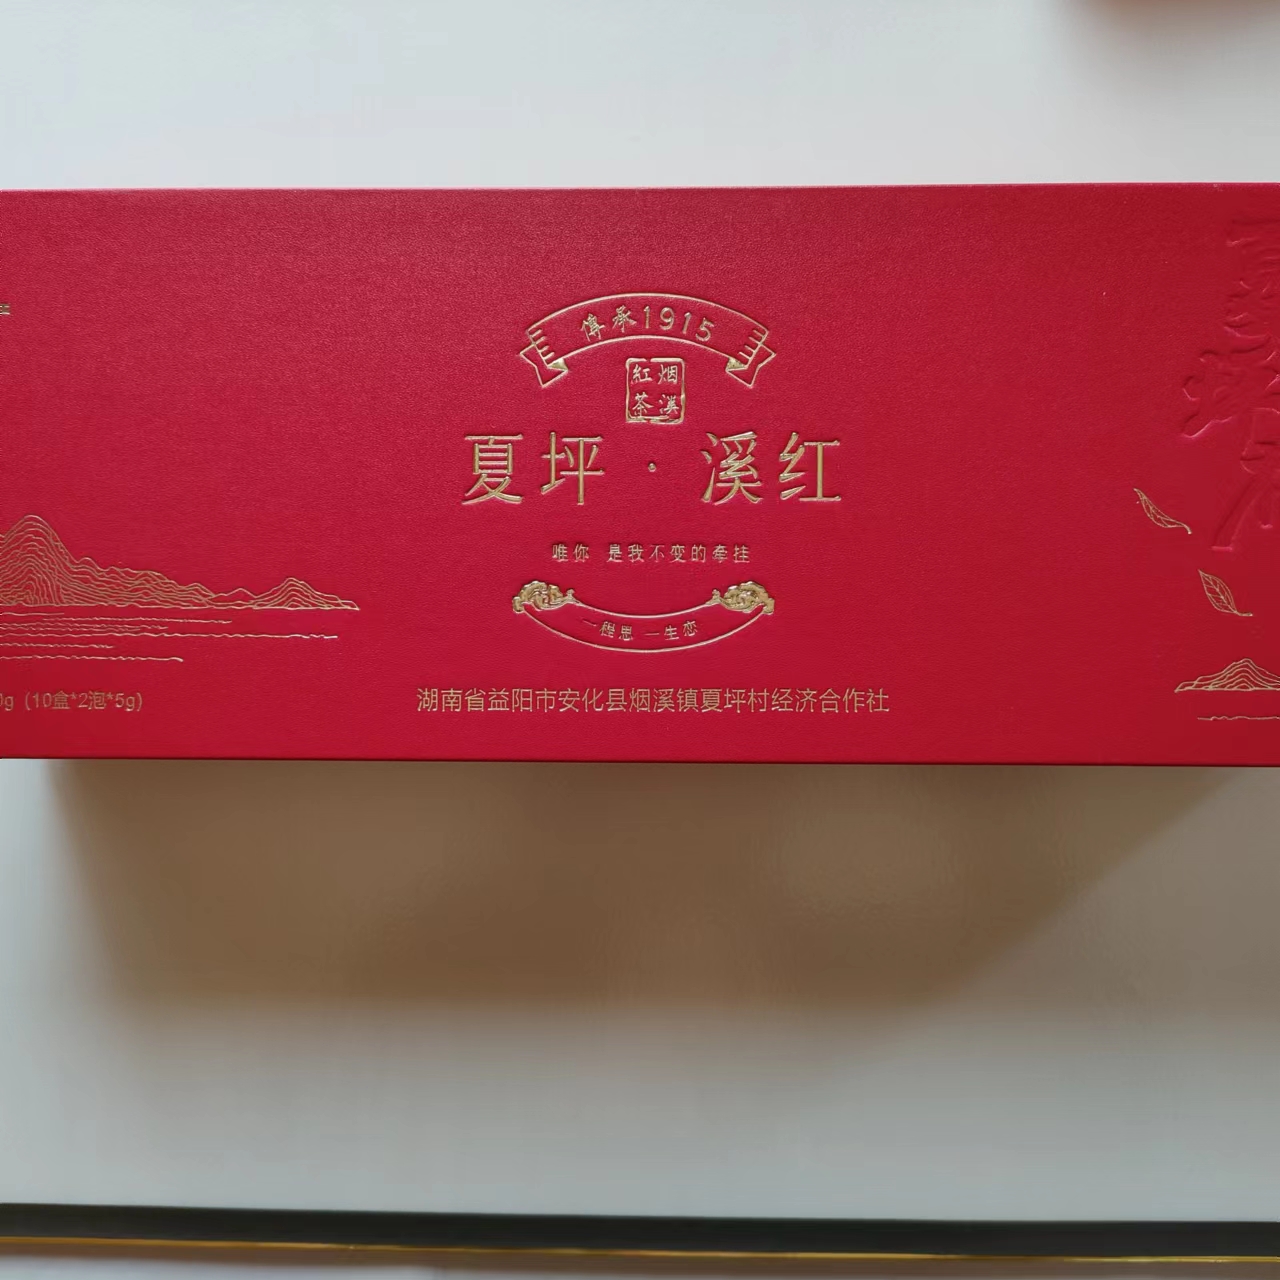 傳承1915
烟溪
紅茶
夏坪·溪红
唯你 是我不变的牵挂
一程思 一生恋
0g（10盒*2泡*5g）
湖南省益阳市安化县烟溪镇夏坪村经济合作社